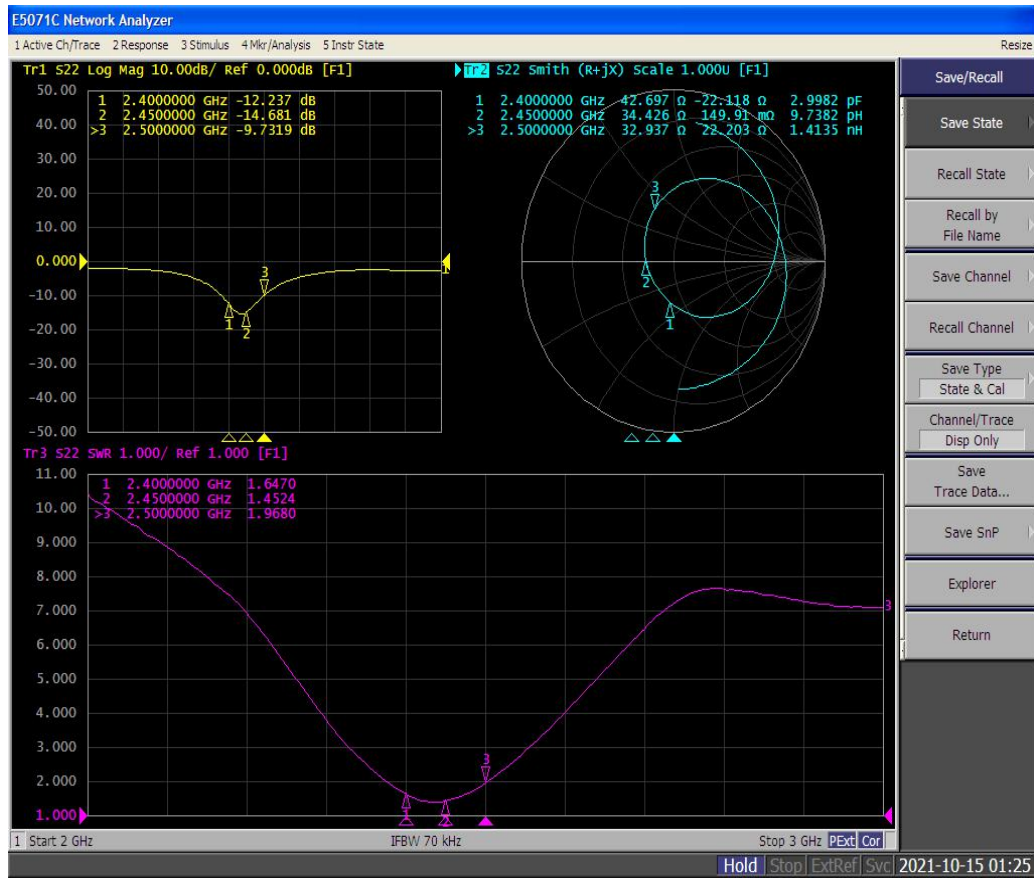 E5071C Network Analyzer
1 Active Ch/Trace 2 Response 3 Stimulus 4 Mkr/Analysis 5 Instr State
Resize
Tr1 S22 Log Mag 10.00dB/ Ref 0.000dB [F1]
50.00
40.00
30.00
20.00
10.00
0.000
-10.00
-20.00
-30.00
-40.00
-50.00
1 2.4000000 GHz -12.237 dB
2 2.4500000 GHz -14.681 dB
>3 2.5000000 GHz -9.7319 dB
3
1
2
1
Tr2 S22 Smith (R+jX) Scale 1.000U [F1]
1 2.4000000 GHz 42.697 Ω -22.118 Ω 2.9982 pF
2 2.4500000 GHz 34.426 Ω 149.91 mΩ 9.7382 pH
>3 2.5000000 GHz 32.937 Ω 22.203 Ω 1.4135 nH
3
2
1
Tr3 S22 SWR 1.000/ Ref 1.000 [F1]
11.00
10.00
9.000
8.000
7.000
6.000
5.000
4.000
3.000
2.000
1.000
1 2.4000000 GHz 1.6470
2 2.4500000 GHz 1.4524
>3 2.5000000 GHz 1.9680
3
3
1
2
1 Start 2 GHz
IFBW 70 kHz
Stop 3 GHz PExt Cor
Save/Recall
Save State
Recall State
Recall by
File Name
Save Channel
Recall Channel
Save Type
State & Cal
Channel/Trace
Disp Only
Save
Trace Data...
Save SnP
Explorer
Return
Hold Stop ExtRef Svc 2021-10-15 01:25